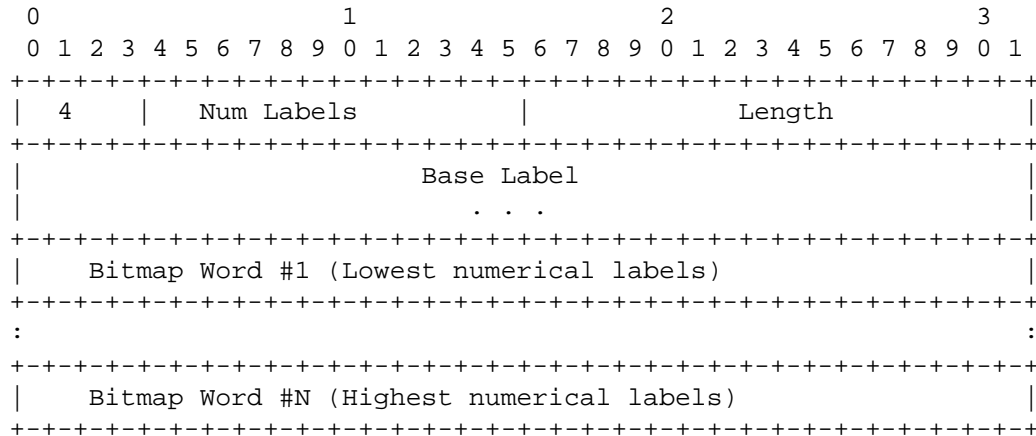 0                   1                   2                   3
 0 1 2 3 4 5 6 7 8 9 0 1 2 3 4 5 6 7 8 9 0 1 2 3 4 5 6 7 8 9 0 1
+-+-+-+-+-+-+-+-+-+-+-+-+-+-+-+-+-+-+-+-+-+-+-+-+-+-+-+-+-+-+-+-+
|  4    |   Num Labels          |             Length            |
+-+-+-+-+-+-+-+-+-+-+-+-+-+-+-+-+-+-+-+-+-+-+-+-+-+-+-+-+-+-+-+-+
|                         Base Label                            |
|                            . . .                              |
+-+-+-+-+-+-+-+-+-+-+-+-+-+-+-+-+-+-+-+-+-+-+-+-+-+-+-+-+-+-+-+-+
|    Bitmap Word #1 (Lowest numerical labels)                   |
+-+-+-+-+-+-+-+-+-+-+-+-+-+-+-+-+-+-+-+-+-+-+-+-+-+-+-+-+-+-+-+-+
:                                                               :
+-+-+-+-+-+-+-+-+-+-+-+-+-+-+-+-+-+-+-+-+-+-+-+-+-+-+-+-+-+-+-+-+
|    Bitmap Word #N (Highest numerical labels)                  |
+-+-+-+-+-+-+-+-+-+-+-+-+-+-+-+-+-+-+-+-+-+-+-+-+-+-+-+-+-+-+-+-+